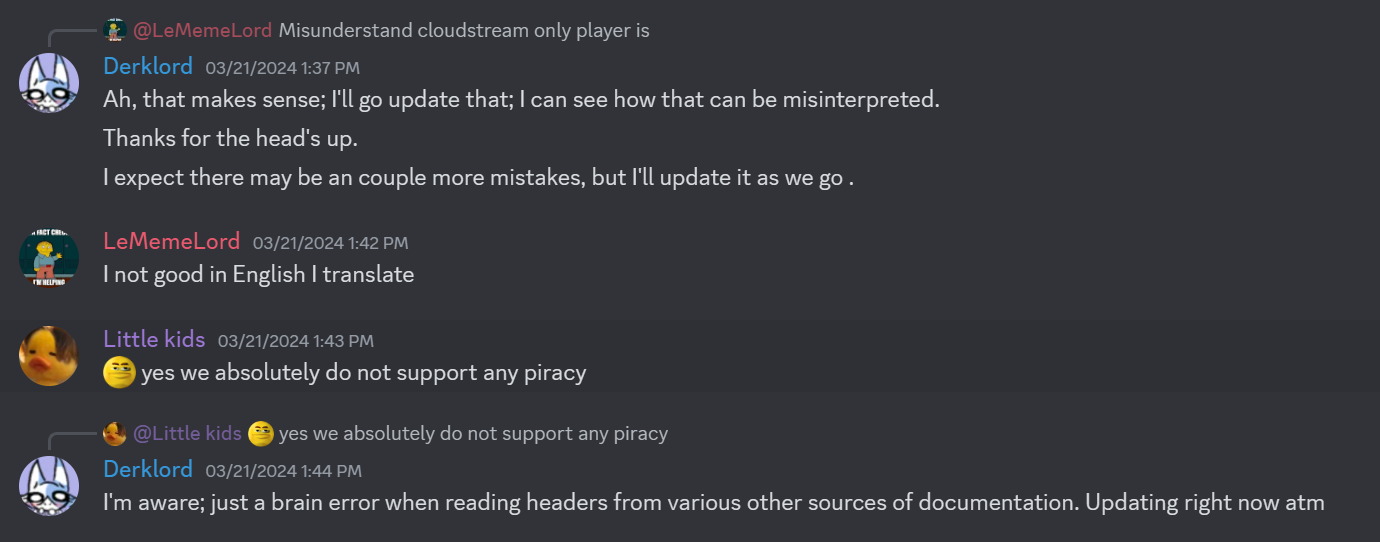 @LeMemeLord Misunderstand cloudstream only player is
Derklord 03/21/2024 1:37 PM
Ah, that makes sense; I'll go update that; I can see how that can be misinterpreted.
Thanks for the head's up.
I expect there may be an couple more mistakes, but I'll update it as we go .
LeMemeLord 03/21/2024 1:42 PM
FACT CHE
I'M HELPING
I not good in English I translate
Little kids 03/21/2024 1:43 PM
yes we absolutely do not support any piracy
@Little kids yes we absolutely do not support any piracy
Derklord 03/21/2024 1:44 PM
I'm aware; just a brain error when reading headers from various other sources of documentation. Updating right now atm